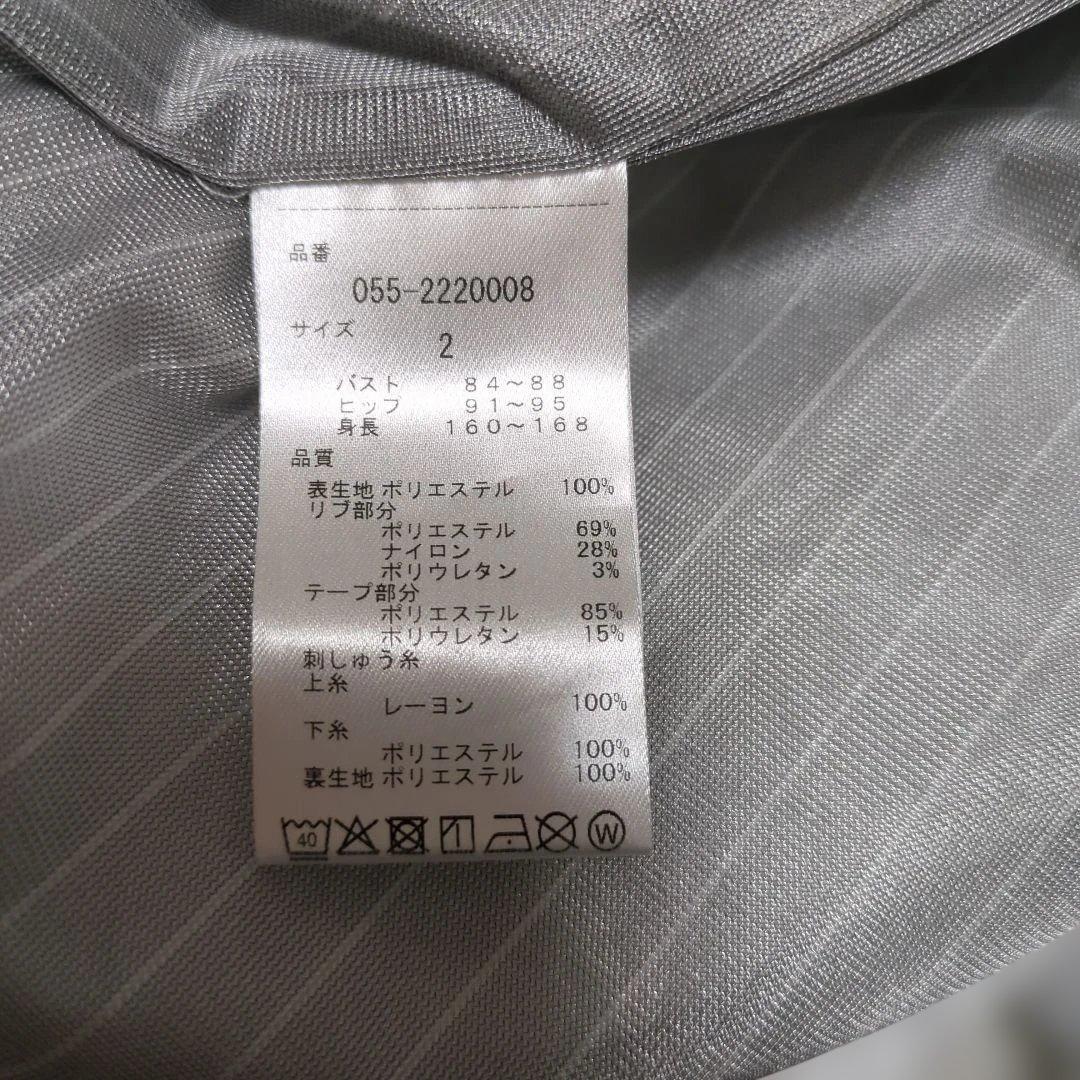 品番
055-2220008
サイズ
2
バスト 84～88
ヒップ 91～95
身長 160～168
品質
表生地 ポリエステル 100%
リブ部分
ポリエステル 69%
ナイロン 28%
ポリウレタン 3%
テープ部分
ポリエステル 85%
ポリウレタン 15%
刺しゅう糸
上糸
レーヨン 100%
下糸
ポリエステル 100%
裏生地 ポリエステル 100%
40 W